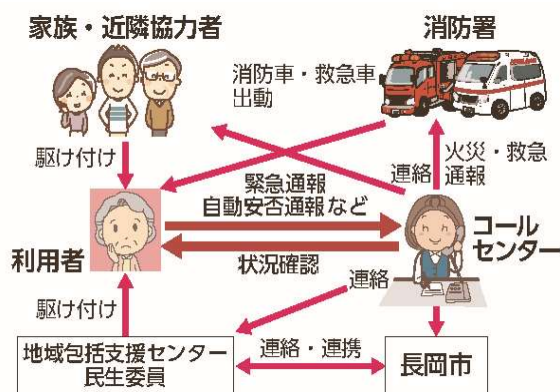 家族・近隣協力者
消防署
消防車・救急車
出動
駆け付け
連絡
火災・救急
通報
緊急通報
自動安否通報など
コール
センター
利用者
状況確認
連絡
駆け付け
地域包括支援センター
民生委員
連絡・連携
長岡市